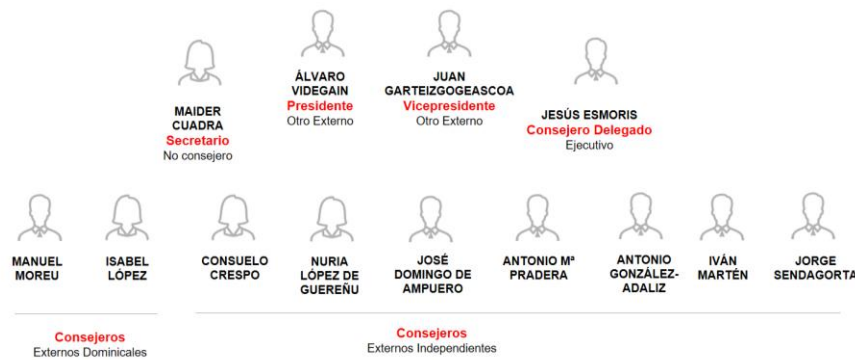 MAIDER
CUADRA
Secretario
No consejero
ÁLVARO
VIDEGAIN
Presidente
Otro Externo
JUAN
GARTEIZGOGEASCOA
Vicepresidente
Otro Externo
JESÚS ESMORIS
Consejero Delegado
Ejecutivo
MANUEL
MOREU
ISABEL
LÓPEZ
CONSUELO
CRESPO
NURIA
LÓPEZ DE
GUEREÑU
JOSÉ
DOMINGO DE
AMPUERO
ANTONIO Mª
PRADERA
ANTONIO
GONZÁLEZ-
ADALIZ
IVÁN
MARTÉN
JORGE
SENDAGORTA
Consejeros
Externos Dominicales
Consejeros
Externos Independientes